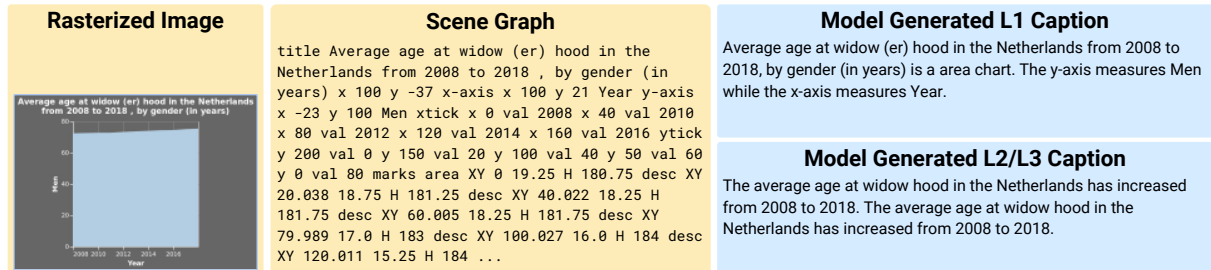 Rasterized Image
Average age at widow (er) hood in the Netherlands
from 2008 to 2018 , by gender (in years)
80
60
40
20
0
Men
2008 2010 2012 2014 2016
Year
Scene Graph
title Average age at widow (er) hood in the
Netherlands from 2008 to 2018 , by gender (in
years) x 100 y -37 x-axis x 100 y 21 Year y-axis
x -23 y 100 Men xtick x 0 val 2008 x 40 val 2010
x 80 val 2012 x 120 val 2014 x 160 val 2016 ytick
y 200 val 0 y 150 val 20 y 100 val 40 y 50 val 60
y 0 val 80 marks area XY 0 19.25 H 180.75 desc XY
20.038 18.75 H 181.25 desc XY 40.022 18.25 H
181.75 desc XY 60.005 18.25 H 181.75 desc XY
79.989 17.0 H 183 desc XY 100.027 16.0 H 184 desc
XY 120.011 15.25 H 184 ...
Model Generated L1 Caption
Average age at widow (er) hood in the Netherlands from 2008 to
2018, by gender (in years) is a area chart. The y-axis measures Men
while the x-axis measures Year.
Model Generated L2/L3 Caption
The average age at widow hood in the Netherlands has increased
from 2008 to 2018. The average age at widow hood in the
Netherlands has increased from 2008 to 2018.